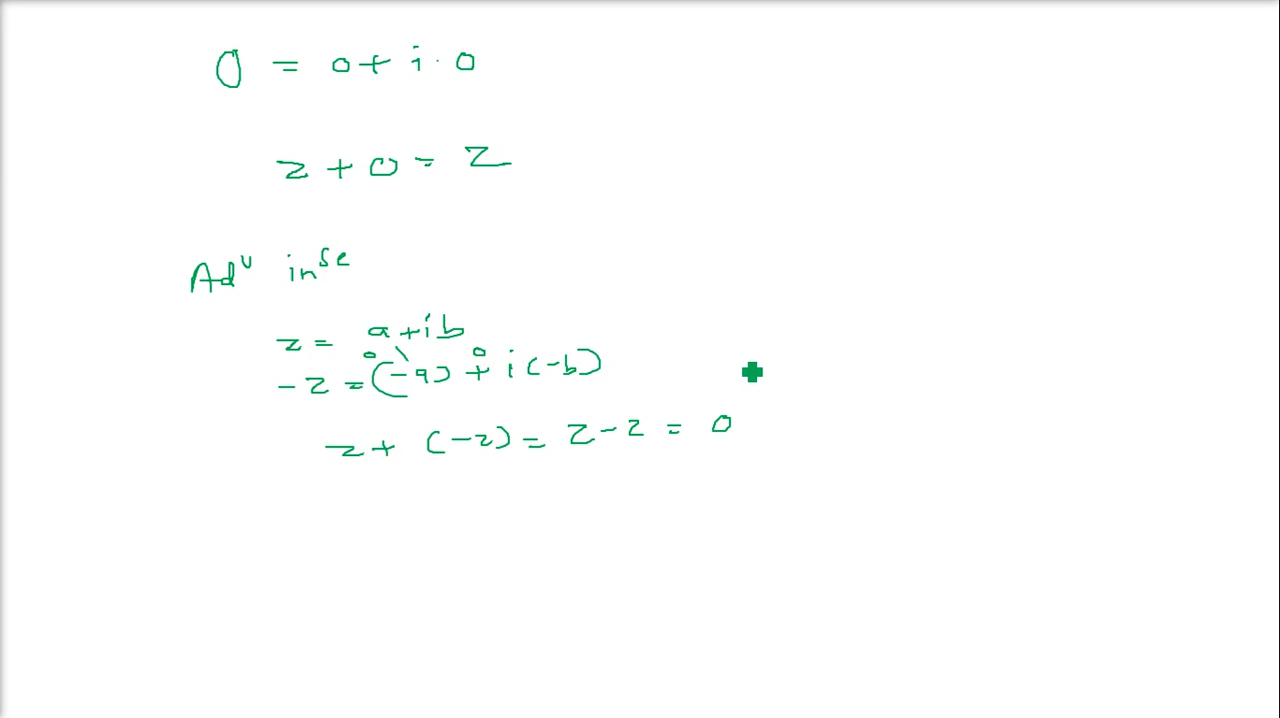 0 = 0 + i · 0
z + 0 = z
Adv inse
z = a + ib
-z = (-a) + i(-b)
z + (-z) = z - z = 0